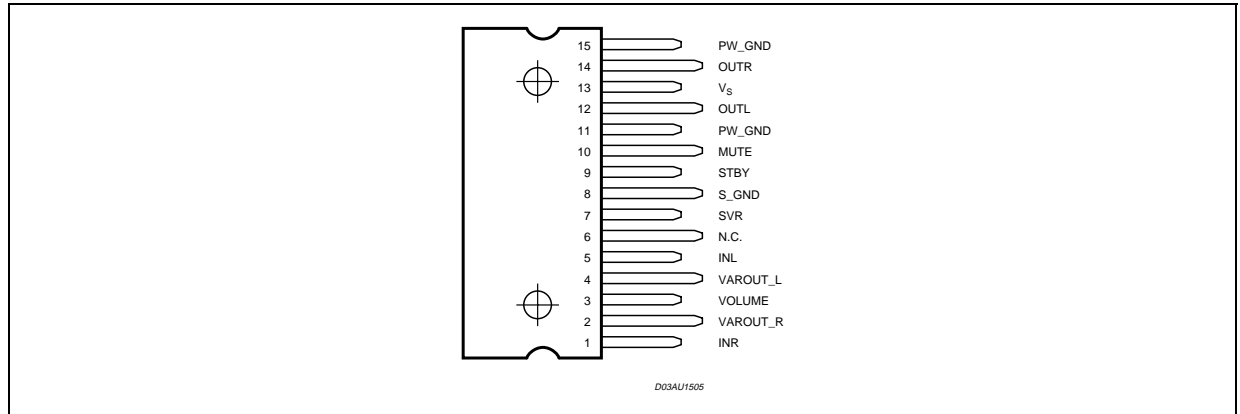 15 PW_GND
14 OUTR
13 VS
12 OUTL
11 PW_GND
10 MUTE
9 STBY
8 S_GND
7 SVR
6 N.C.
5 INL
4 VAROUT_L
3 VOLUME
2 VAROUT_R
1 INR
D03AU1505